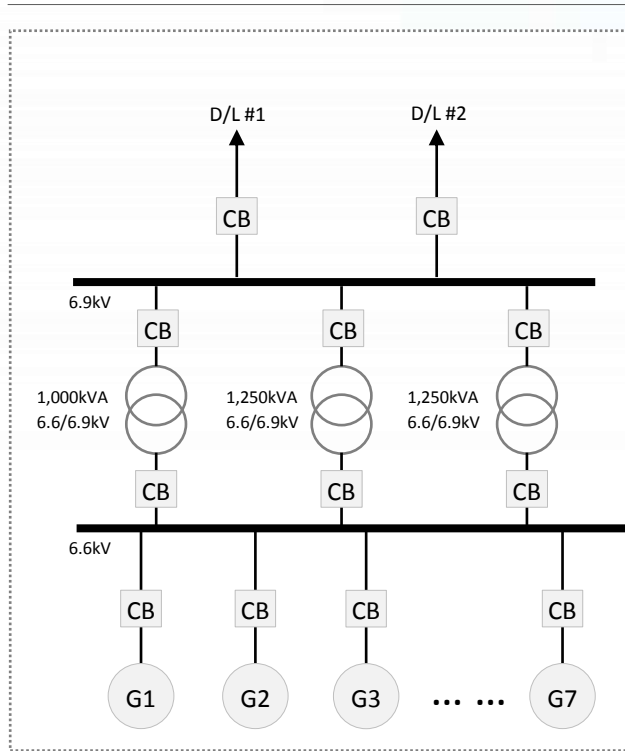 D/L #1
D/L #2
CB
CB
6.9kV
CB
CB
CB
1,000kVA
6.6/6.9kV
1,250kVA
6.6/6.9kV
1,250kVA
6.6/6.9kV
CB
CB
CB
6.6kV
CB
CB
CB
CB
G1
G2
G3
... ...
G7